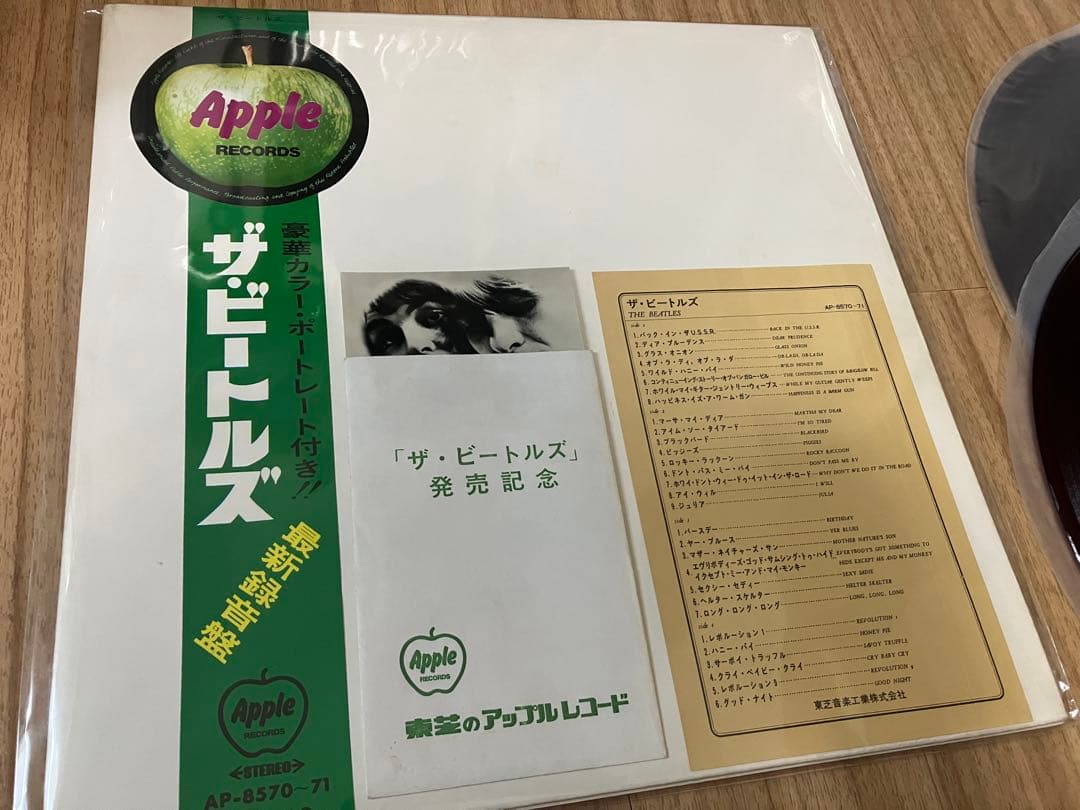 ザ・ビートルズ
Apple
RECORDS
豪華カラー・ポートレート付き!!
ザ・ビートルズ
最新録音盤
Apple
RECORDS
←STEREO→
AP-8570～71
「ザ・ビートルズ」
発売記念
Apple
RECORDS
東芝のアップルレコード
ザ・ビートルズ
THE BEATLES
AP-8570～71
side 1
1.バック・イン・ザ U.S.S.R. BACK IN THE U.S.S.R
2.ディア・プルーデンス DEAR PRUDENCE
3.グラス・オニオン GLASS ONION
4.オブ・ラ・ディ,オブ・ラ・ダ OB-LA-DI, OB-LA-DA
5.ワイルド・ハニー・パイ WILD HONEY PIE
6.コンティニューイング・ストーリー・オブ・バンガロー・ビル THE CONTINUING STORY OF BUNGALOW BILL
7.ホワイル・マイ・ギター・ジェントリー・ウィープス WHILE MY GUITAR GENTLY WEEPS
8.ハッピネス・イズ・ア・ワーム・ガン HAPPINESS IS A WARM GUN
side 2
1.マーサ・マイ・ディア MARTHA MY DEAR
2.アイム・ソー・タイアード I'M SO TIRED
3.ブラックバード BLACKBIRD
4.ピッジーズ PIGGIES
5.ロッキー・ラックーン ROCKY RACCOON
6.ドント・パス・ミー・バイ DON'T PASS ME BY
7.ホワイ・ドント・ウィー・ドゥ・イット・イン・ザ・ロード WHY DON'T WE DO IT IN THE ROAD
8.アイ・ウィル I WILL
9.ジュリア JULIA
side 3
1.バースデー BIRTHDAY
2.ヤー・ブルース YER BLUES
3.マザー・ネイチャーズ・サン MOTHER NATURE'S SON
4.エヴリボディーズ・ゴッド・サムシング・トゥ・ハイド EVERYBODY'S GOT SOMETHING TO
イクセプト・ミー・アンド・マイ・モンキー HIDE EXCEPT ME AND MY MONKEY
5.セクシー・セディー SEXY SADIE
6.ヘルター・スケルター HELTER SKELTER
7.ロング・ロング・ロング LONG, LONG, LONG
side 4
1.レボルーション 1 REVOLUTION 1
2.ハニー・パイ HONEY PIE
3.サーボイ・トラッフル SAVOY TRUFFLE
4.クライ・ベイビー・クライ CRY BABY CRY
5.レボルーション 9 REVOLUTION 9
6.グッド・ナイト GOOD NIGHT
東芝音楽工業株式会社